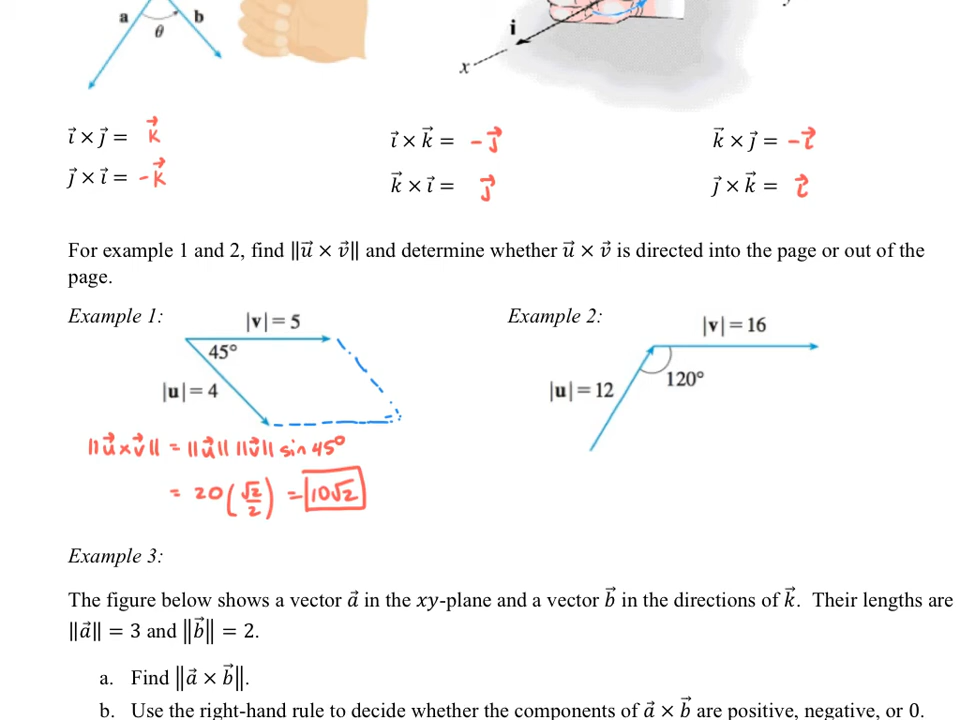 a b
θ
i
x
i⃗ × j⃗ = k⃗
i⃗ × k⃗ = -j⃗
k⃗ × j⃗ = -i⃗
j⃗ × i⃗ = -k⃗
k⃗ × i⃗ = j⃗
j⃗ × k⃗ = i⃗
For example 1 and 2, find ||u⃗ × v⃗|| and determine whether u⃗ × v⃗ is directed into the page or out of the
page.
Example 1:
|v| = 5
45°
|u| = 4
||u⃗×v⃗|| = ||u⃗|| ||v⃗|| sin 45°
= 20 (√2/2) = 10√2
Example 2:
|v| = 16
120°
|u| = 12
Example 3:
The figure below shows a vector a⃗ in the xy-plane and a vector b⃗ in the directions of k⃗. Their lengths are
||a⃗|| = 3 and ||b⃗|| = 2.
a. Find ||a⃗ × b⃗||.
b. Use the right-hand rule to decide whether the components of a⃗ × b⃗ are positive, negative, or 0.